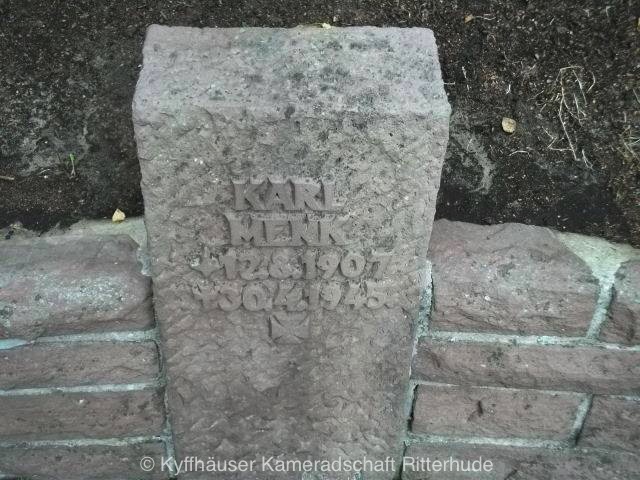 KARL
MENK
+12.8.1907
+30.4.1945
© Kyffhäuser Kameradschaft Ritterhude